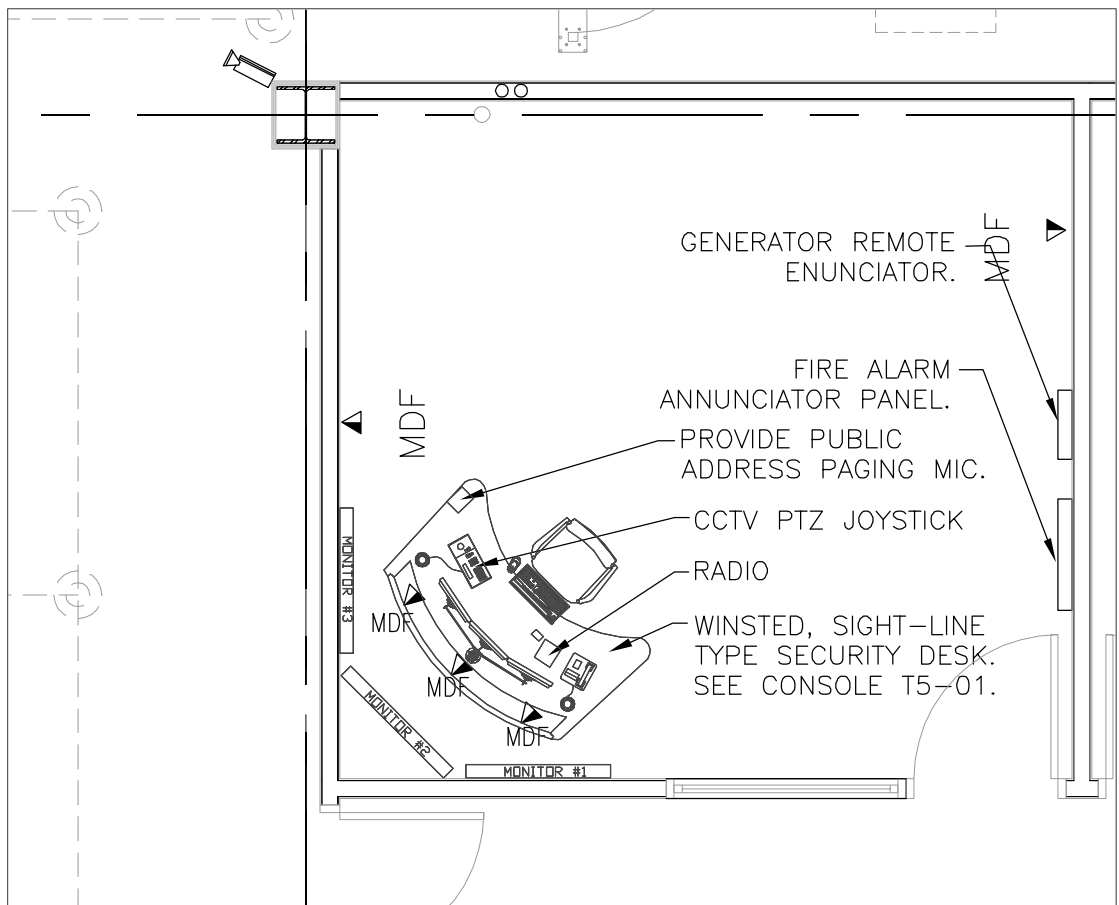 GENERATOR REMOTE
ENUNCIATOR.
MDF
FIRE ALARM
ANNUNCIATOR PANEL.
MDF
PROVIDE PUBLIC
ADDRESS PAGING MIC.
CCTV PTZ JOYSTICK
RADIO
WINSTED, SIGHT-LINE
TYPE SECURITY DESK.
SEE CONSOLE T5-01.
MONITOR #3
MDF
MDF
MDF
MONITOR #2
MONITOR #1